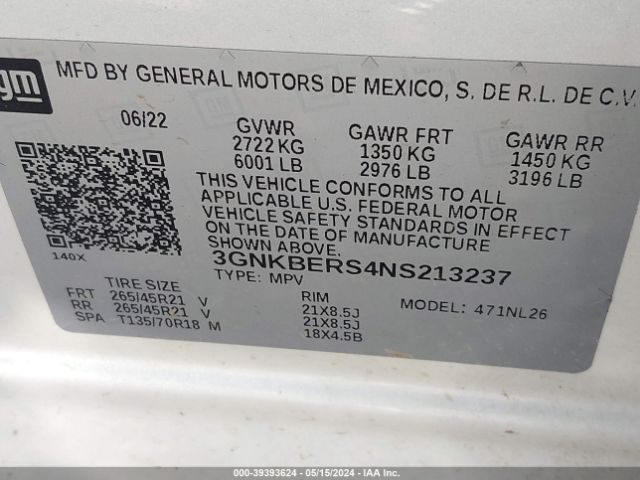 gm
MFD BY GENERAL MOTORS DE MEXICO, S. DE R.L. DE C.V.
06/22
GVWR
2722 KG
6001 LB
GAWR FRT
1350 KG
2976 LB
GAWR RR
1450 KG
3196 LB
THIS VEHICLE CONFORMS TO ALL
APPLICABLE U.S. FEDERAL MOTOR
VEHICLE SAFETY STANDARDS IN EFFECT
ON THE DATE OF MANUFACTURE
SHOWN ABOVE.
140X
3GNKBERS4NS213237
TYPE: MPV
MODEL: 471NL26
TIRE SIZE
RIM
FRT 265/45R21 V 21X8.5J
RR 265/45R21 V 21X8.5J
SPA T135/70R18 M 18X4.5B
000-39393624 - 05/15/2024 - IAA Inc.